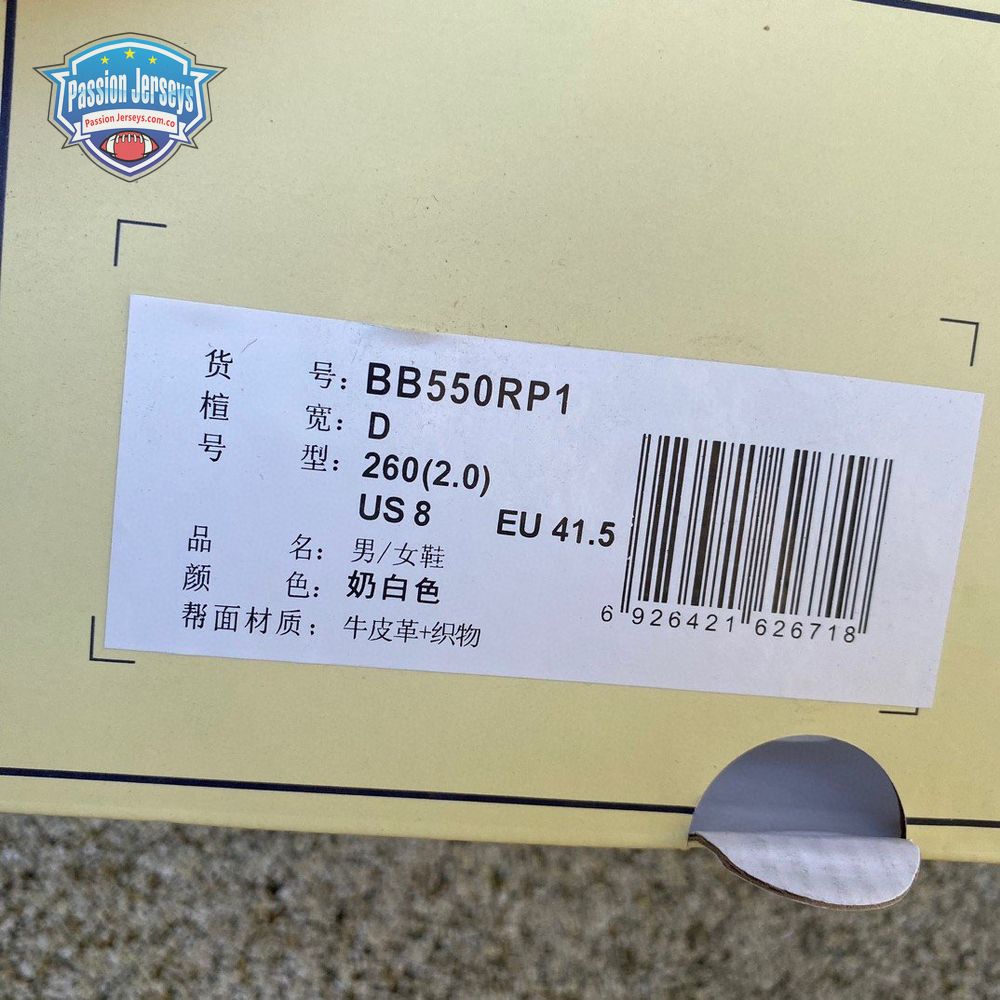 Passion Jerseys
Passion Jerseys.com.co
货 号: BB550RP1
楦 宽: D
号 型: 260(2.0)
US 8 EU 41.5
品 名: 男/女鞋
颜 色: 奶白色
帮面材质: 牛皮革+织物
6 926421 626718